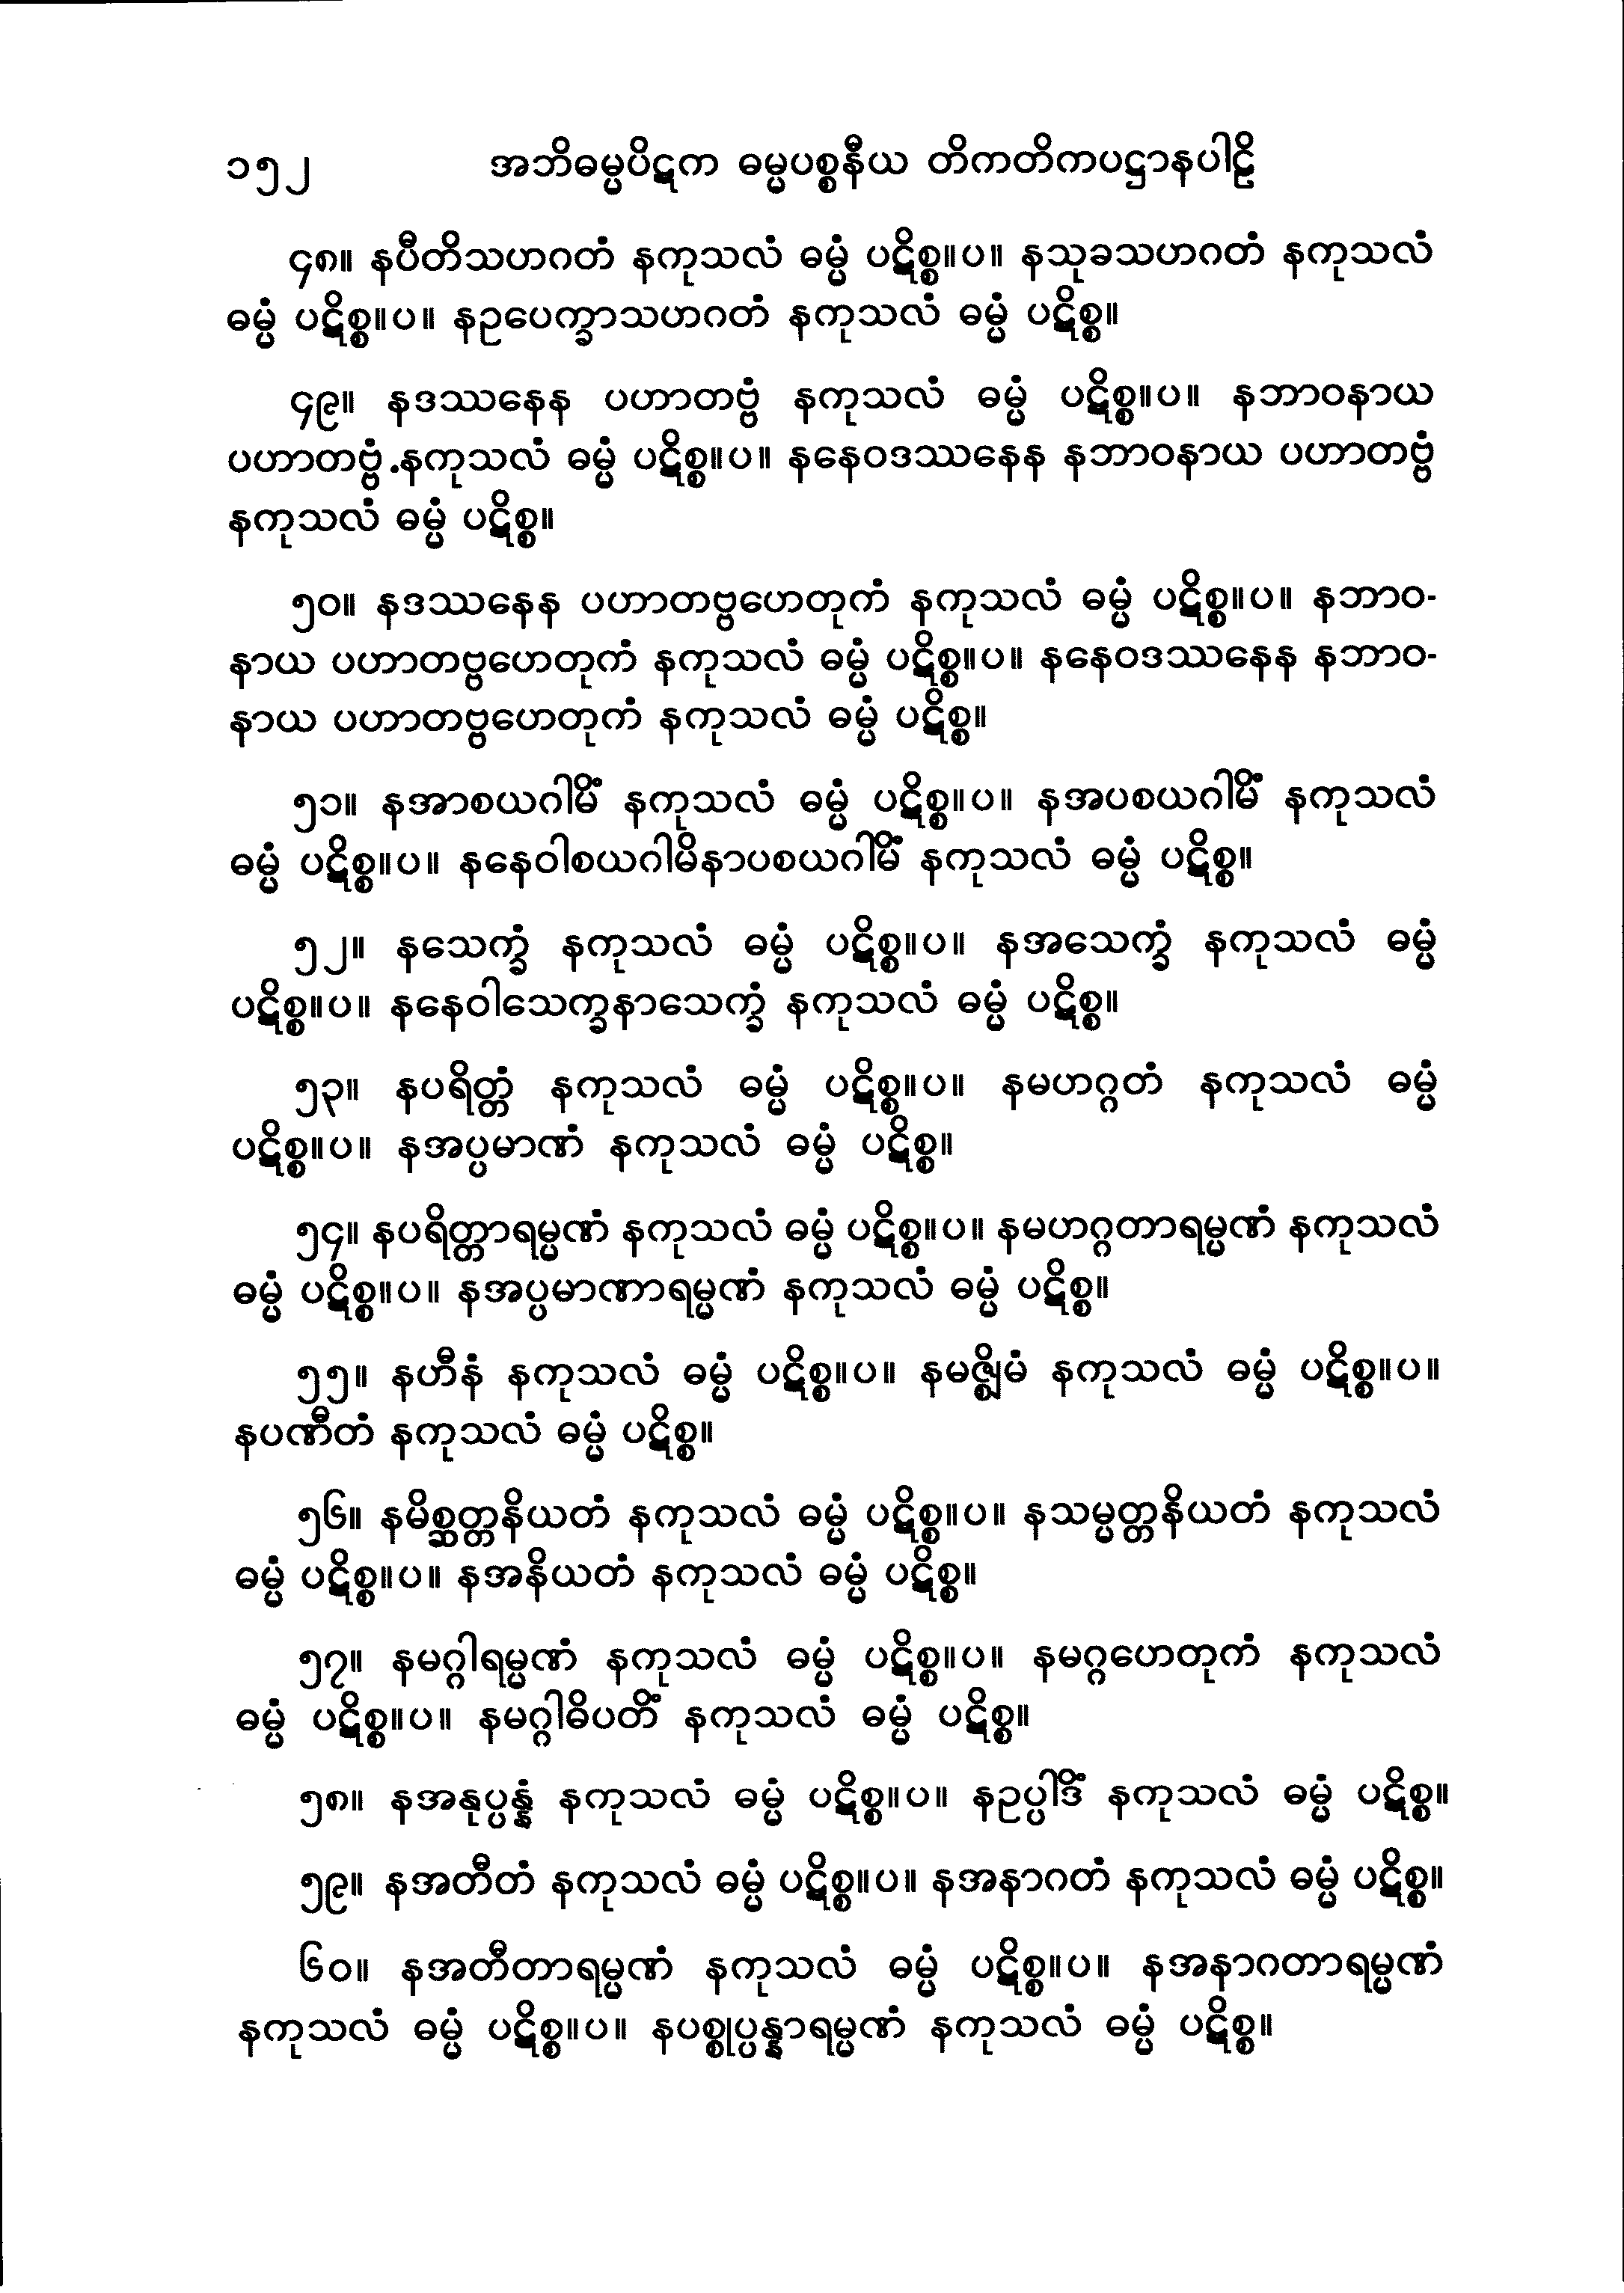 ၁၅၂ အဘိဓမ္မပိဋက ဓမ္မပစ္စနီယ တိကတိကပဋ္ဌာနပါဠိ
၄၈။ နပီတိသဟဂတံ နကုသလံ ဓမ္မံ ပဋိစ္စ။ပ။ နသုခသဟဂတံ နကုသလံ
ဓမ္မံ ပဋိစ္စ။ပ။ နဥပေက္ခာသဟဂတံ နကုသလံ ဓမ္မံ ပဋိစ္စ။
၄၉။ နဒဿနေန ပဟာတဗ္ဗံ နကုသလံ ဓမ္မံ ပဋိစ္စ။ပ။ နဘာဝနာယ
ပဟာတဗ္ဗံ နကုသလံ ဓမ္မံ ပဋိစ္စ။ပ။ နနေဝဒဿနေန နဘာဝနာယ ပဟာတဗ္ဗံ
နကုသလံ ဓမ္မံ ပဋိစ္စ။
၅၀။ နဒဿနေန ပဟာတဗ္ဗဟေတုကံ နကုသလံ ဓမ္မံ ပဋိစ္စ။ပ။ နဘာဝ-
နာယ ပဟာတဗ္ဗဟေတုကံ နကုသလံ ဓမ္မံ ပဋိစ္စ။ပ။ နနေဝဒဿနေန နဘာဝ-
နာယ ပဟာတဗ္ဗဟေတုကံ နကုသလံ ဓမ္မံ ပဋိစ္စ။
၅၁။ နအာစယဂါမိံ နကုသလံ ဓမ္မံ ပဋိစ္စ။ပ။ နအပစယဂါမိံ နကုသလံ
ဓမ္မံ ပဋိစ္စ။ပ။ နနေဝါစယဂါမိနာပစယဂါမိံ နကုသလံ ဓမ္မံ ပဋိစ္စ။
၅၂။ နသေက္ခံ နကုသလံ ဓမ္မံ ပဋိစ္စ။ပ။ နအသေက္ခံ နကုသလံ ဓမ္မံ
ပဋိစ္စ။ပ။ နနေဝါသေက္ခနာသေက္ခံ နကုသလံ ဓမ္မံ ပဋိစ္စ။
၅၃။ နပရိတ္တံ နကုသလံ ဓမ္မံ ပဋိစ္စ။ပ။ နမဟဂ္ဂတံ နကုသလံ ဓမ္မံ
ပဋိစ္စ။ပ။ နအပ္ပမာဏံ နကုသလံ ဓမ္မံ ပဋိစ္စ။
၅၄။ နပရိတ္တာရမ္မဏံ နကုသလံ ဓမ္မံ ပဋိစ္စ။ပ။ နမဟဂ္ဂတာရမ္မဏံ နကုသလံ
ဓမ္မံ ပဋိစ္စ။ပ။ နအပ္ပမာဏာရမ္မဏံ နကုသလံ ဓမ္မံ ပဋိစ္စ။
၅၅။ နဟီနံ နကုသလံ ဓမ္မံ ပဋိစ္စ။ပ။ နမဇ္ဈိမံ နကုသလံ ဓမ္မံ ပဋိစ္စ။ပ။
နပဏီတံ နကုသလံ ဓမ္မံ ပဋိစ္စ။
၅၆။ နမိစ္ဆတ္တနိယတံ နကုသလံ ဓမ္မံ ပဋိစ္စ။ပ။ နသမ္မတ္တနိယတံ နကုသလံ
ဓမ္မံ ပဋိစ္စ။ပ။ နအနိယတံ နကုသလံ ဓမ္မံ ပဋိစ္စ။
၅၇။ နမဂ္ဂါရမ္မဏံ နကုသလံ ဓမ္မံ ပဋိစ္စ။ပ။ နမဂ္ဂဟေတုကံ နကုသလံ
ဓမ္မံ ပဋိစ္စ။ပ။ နမဂ္ဂါဓိပတိံ နကုသလံ ဓမ္မံ ပဋိစ္စ။
၅၈။ နအနုပ္ပန္နံ နကုသလံ ဓမ္မံ ပဋိစ္စ။ပ။ နဥပ္ပါဒိံ နကုသလံ ဓမ္မံ ပဋိစ္စ။
၅၉။ နအတီတံ နကုသလံ ဓမ္မံ ပဋိစ္စ။ပ။ နအနာဂတံ နကုသလံ ဓမ္မံ ပဋိစ္စ။
၆၀။ နအတီတာရမ္မဏံ နကုသလံ ဓမ္မံ ပဋိစ္စ။ပ။ နအနာဂတာရမ္မဏံ
နကုသလံ ဓမ္မံ ပဋိစ္စ။ပ။ နပစ္စုပ္ပန္နာရမ္မဏံ နကုသလံ ဓမ္မံ ပဋိစ္စ။